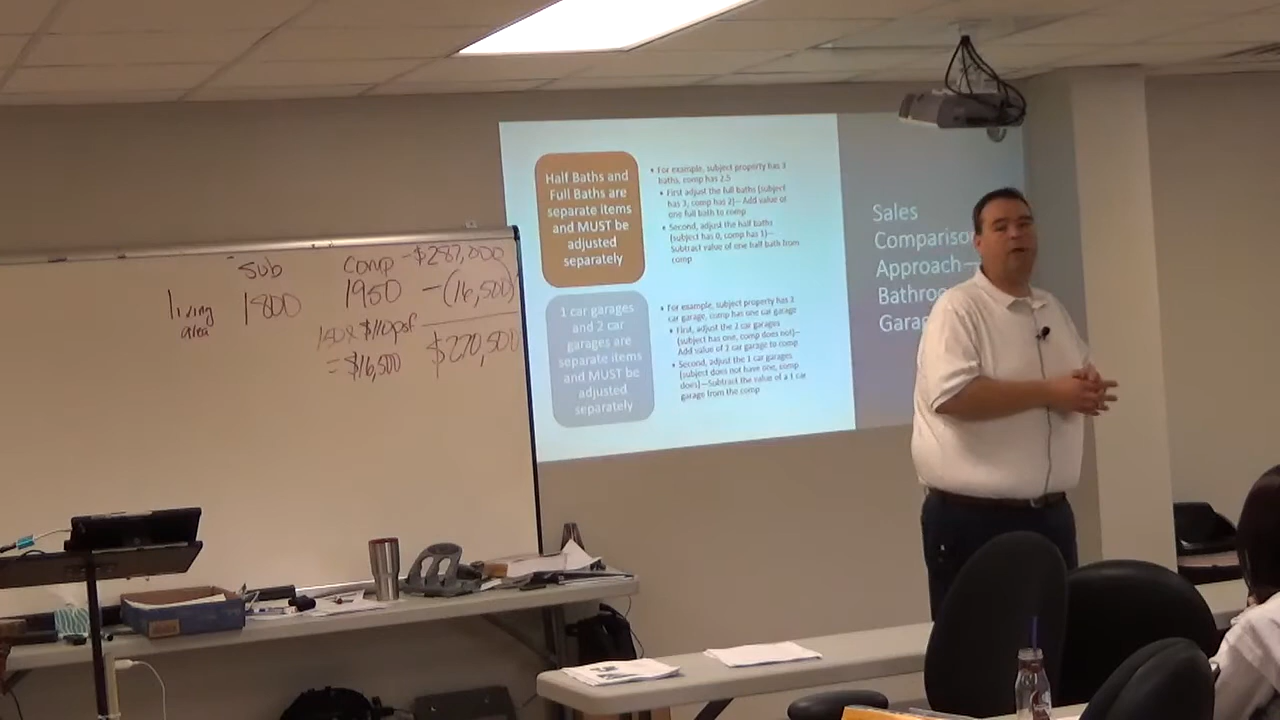 Sub
Comp
-$287,000
living
area
1800
1950
-(16,500)
150 x $110psf
= $16,500
$270,500
Half Baths and
Full Baths are
separate items
and MUST be
adjusted
separately
• For example, subject property has 3
baths, comp has 2.5
• First adjust the full baths (subject
has 3, comp has 2)—Add value of
one full bath to comp
• Second, adjust the half baths
(subject has 0, comp has 1)—
Subtract value of one half bath from
comp
1 car garages
and 2 car
garages are
separate items
and MUST be
adjusted
separately
• For example, subject property has 2
car garage, comp has one car garage
• First, adjust the 2 car garages
(subject has one, comp does not)—
Add value of 2 car garage to comp
• Second, adjust the 1 car garages
(subject does not have one, comp
does)—Subtract the value of a 1 car
garage from the comp
Sales
Comparison
Approach—
Bathroo
Garag